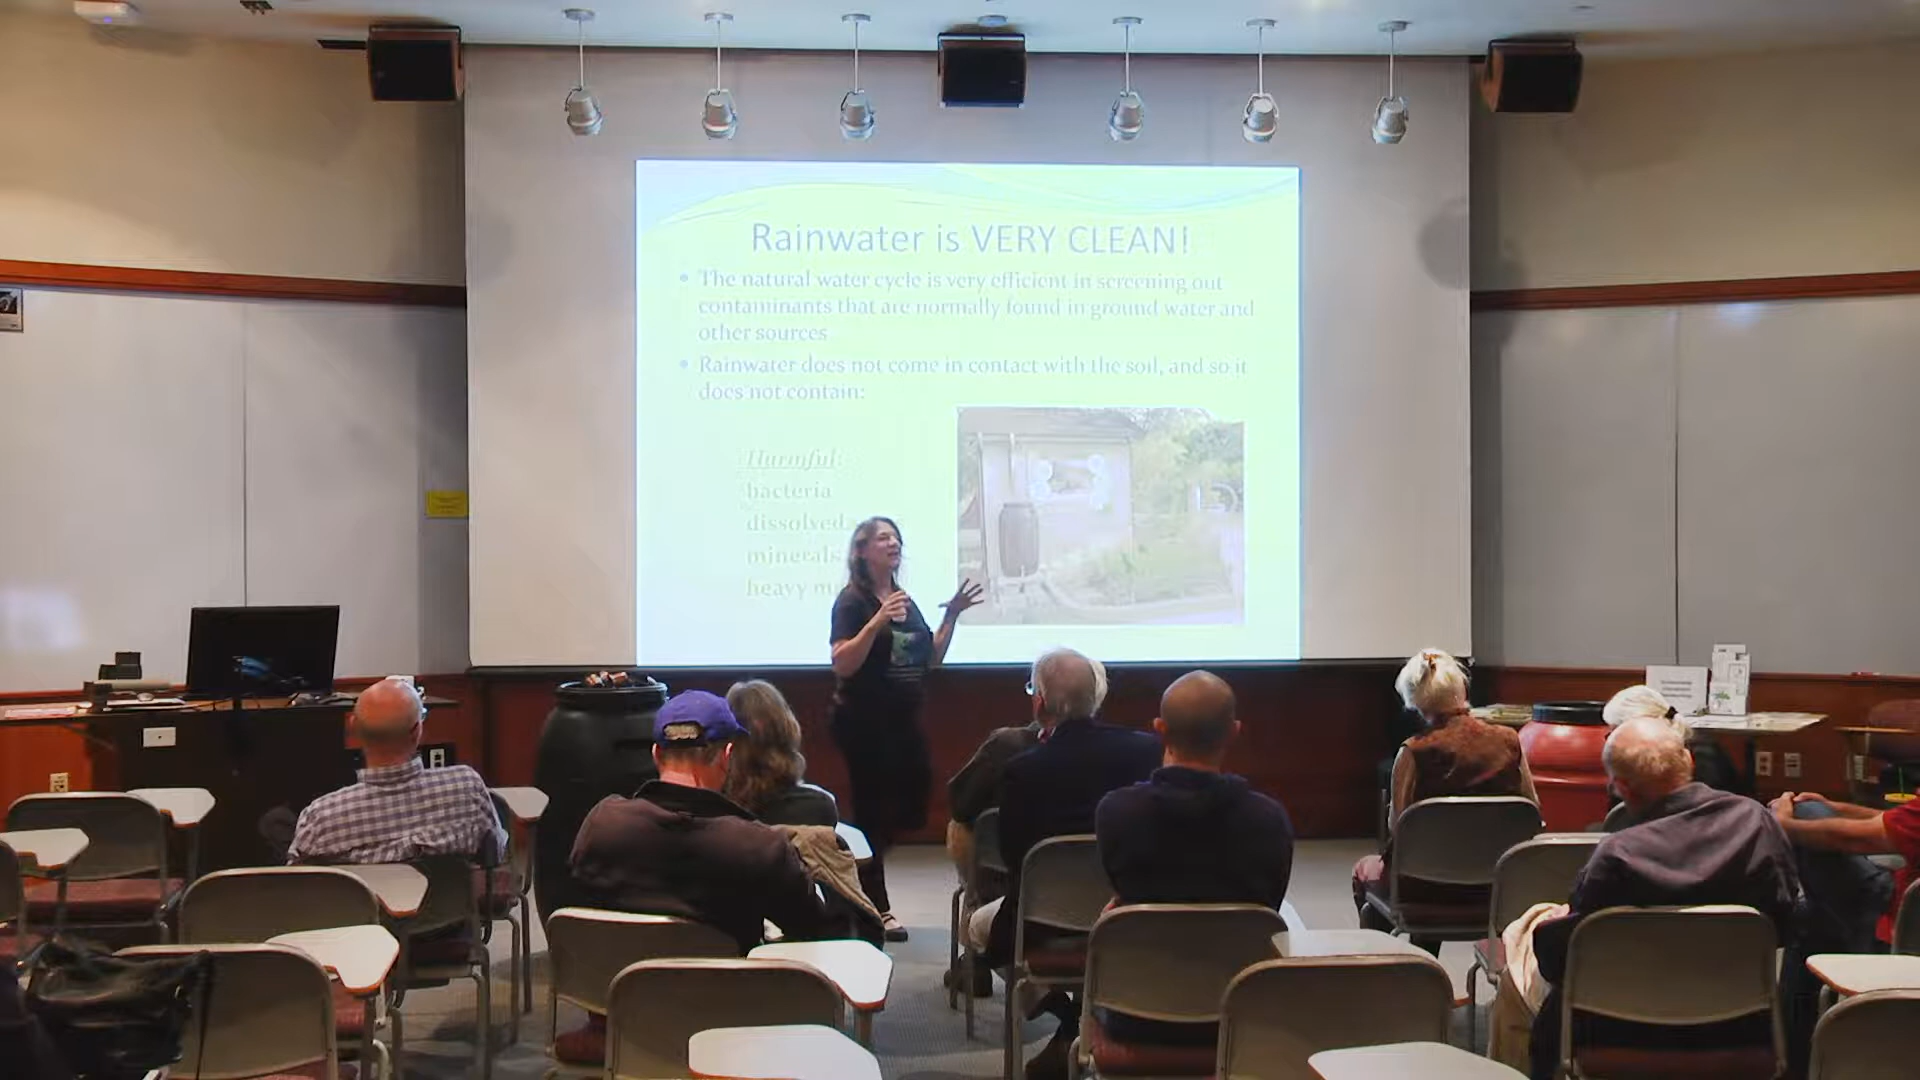 Rainwater is VERY CLEAN!
• The natural water cycle is very efficient in screening out
contaminants that are normally found in ground water and
other sources
• Rainwater does not come in contact with the soil, and so it
does not contain:
Harmful:
bacteria
dissolved
minerals
heavy